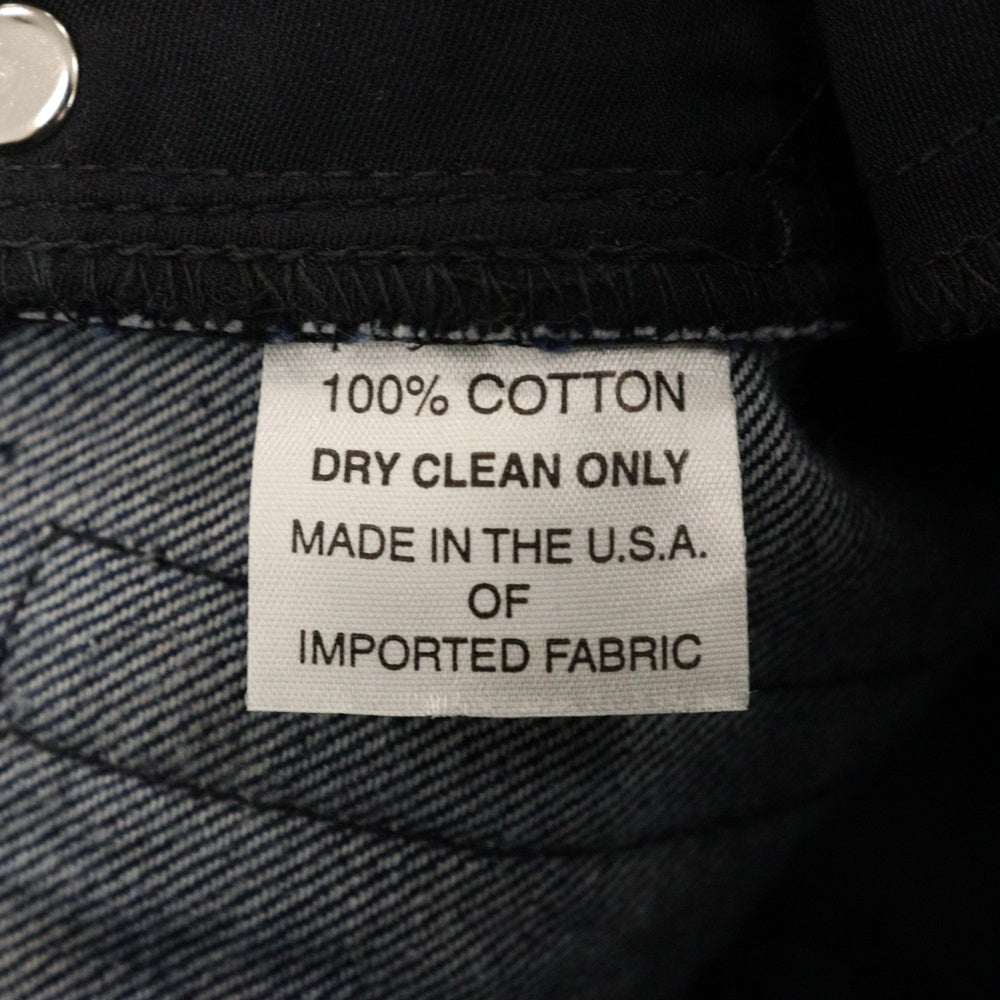 100% COTTON
DRY CLEAN ONLY
MADE IN THE U.S.A.
OF
IMPORTED FABRIC